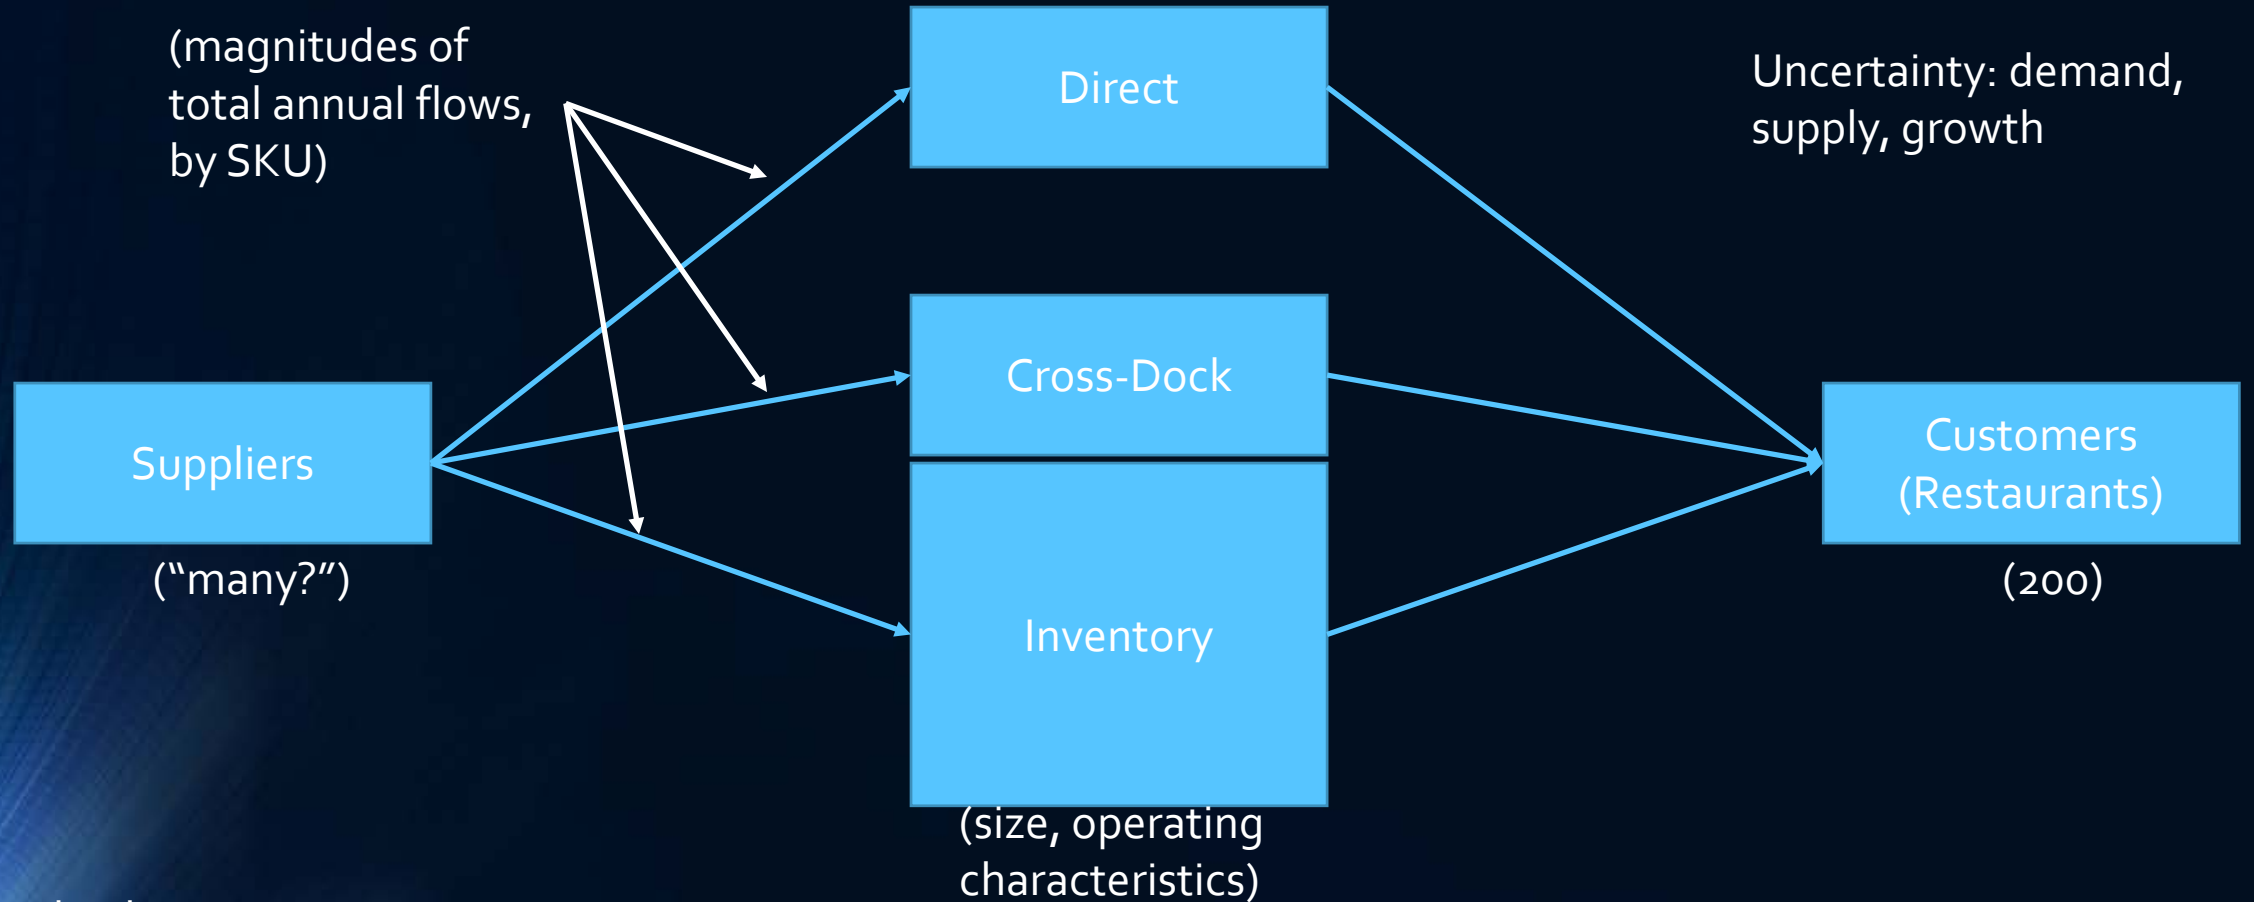 (magnitudes of
total annual flows,
by SKU)
Direct
Uncertainty: demand,
supply, growth
Cross-Dock
Suppliers
Customers
(Restaurants)
(“many?”)
(200)
Inventory
(size, operating
characteristics)